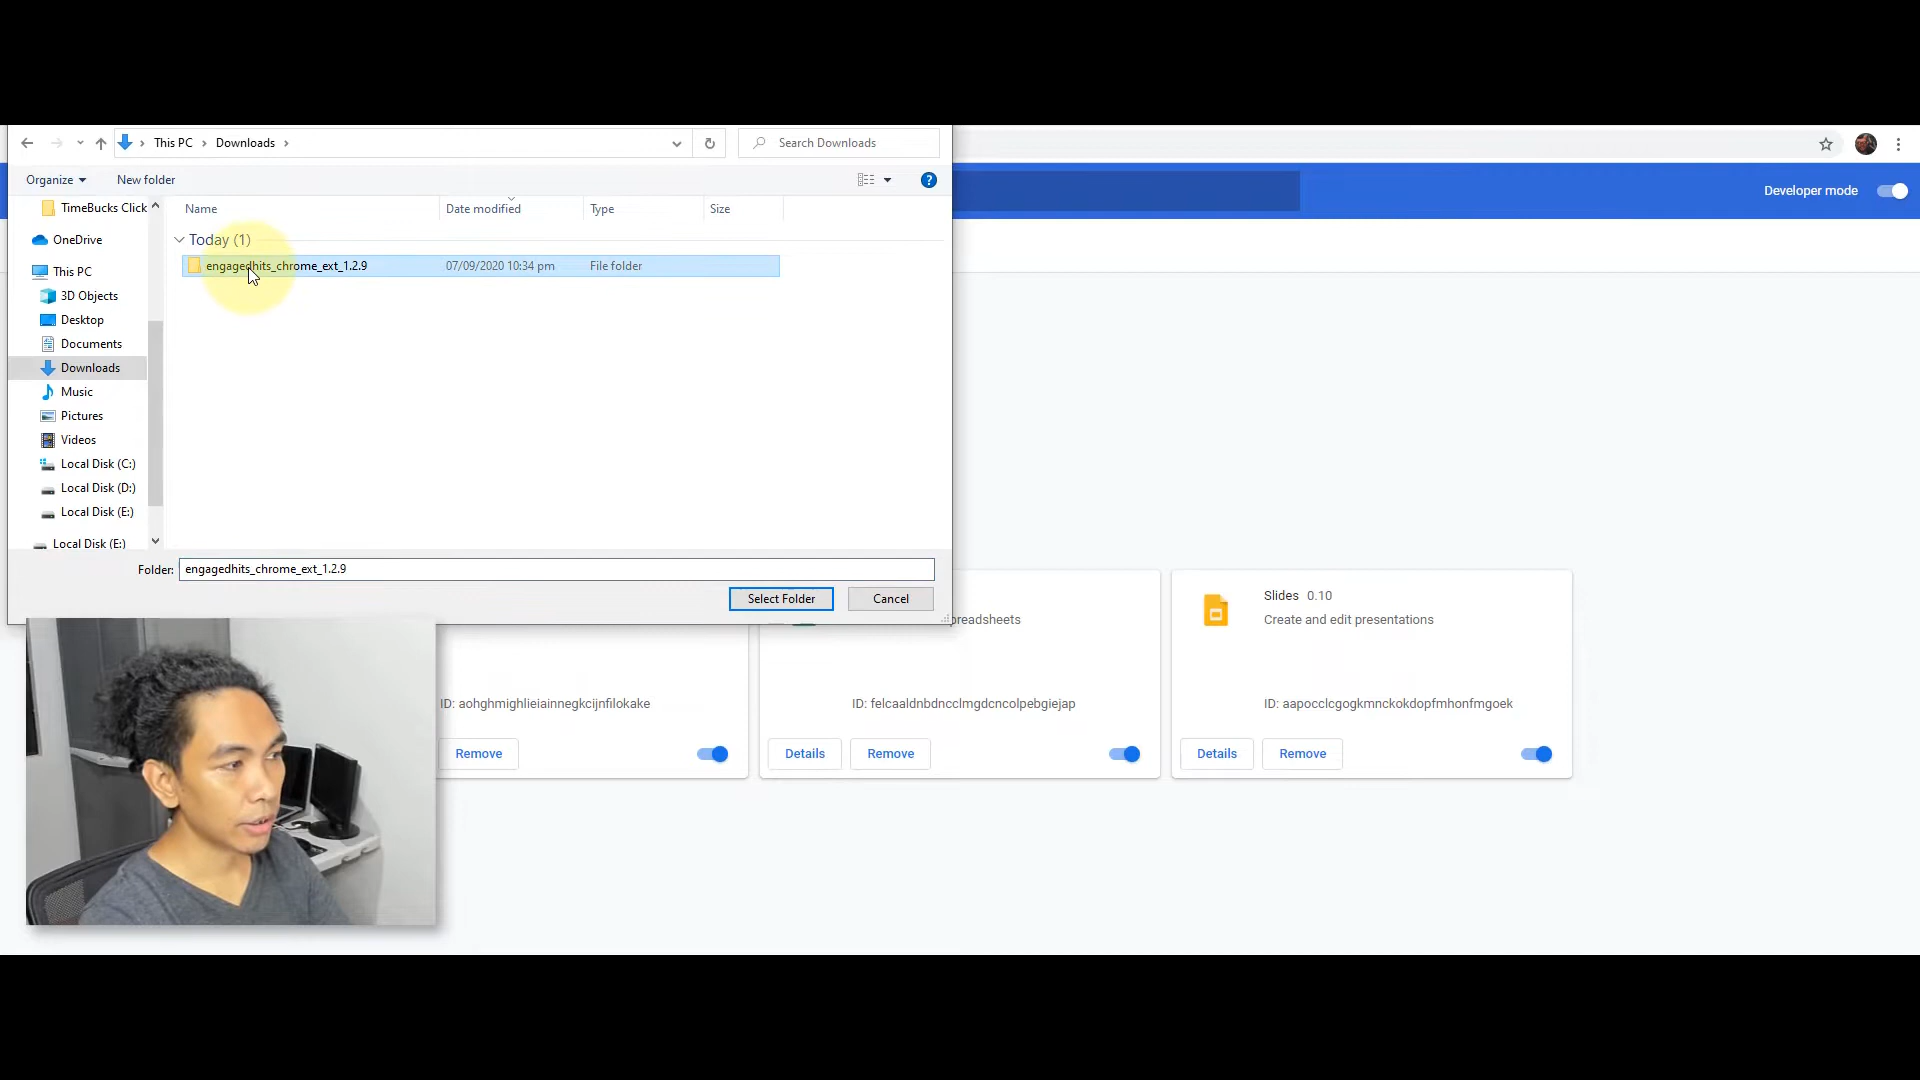 This PC > Downloads >
Search Downloads
Organize
New folder
?
Developer mode
Name
Date modified
Type
Size
TimeBucks Click
OneDrive
This PC
3D Objects
Desktop
Documents
Downloads
Music
Pictures
Videos
Local Disk (C:)
Local Disk (D:)
Local Disk (E:)
Local Disk (E:)
Today (1)
engagedhits_chrome_ext_1.2.9
07/09/2020 10:34 pm
File folder
Folder:
engagedhits_chrome_ext_1.2.9
Select Folder
Cancel
ID: aohghmighlieiainnegkcijnfilokake
Remove
preadsheets
ID: felcaaldnbdncclmgdcncolpebgiejap
Details
Remove
Slides 0.10
Create and edit presentations
ID: aapocclcgogkmnckokdopfmhonfmgoek
Details
Remove